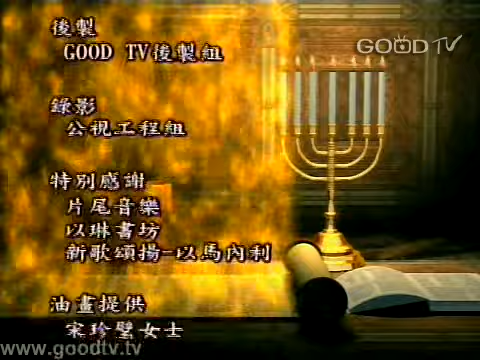 後製
GOOD TV後製組
GOOD TV
錄影
公視工程組
特別感謝
片尾音樂
以琳書坊
新歌頌揚-以馬內利
油畫提供
宋珍璧女士
www.goodtv.tv